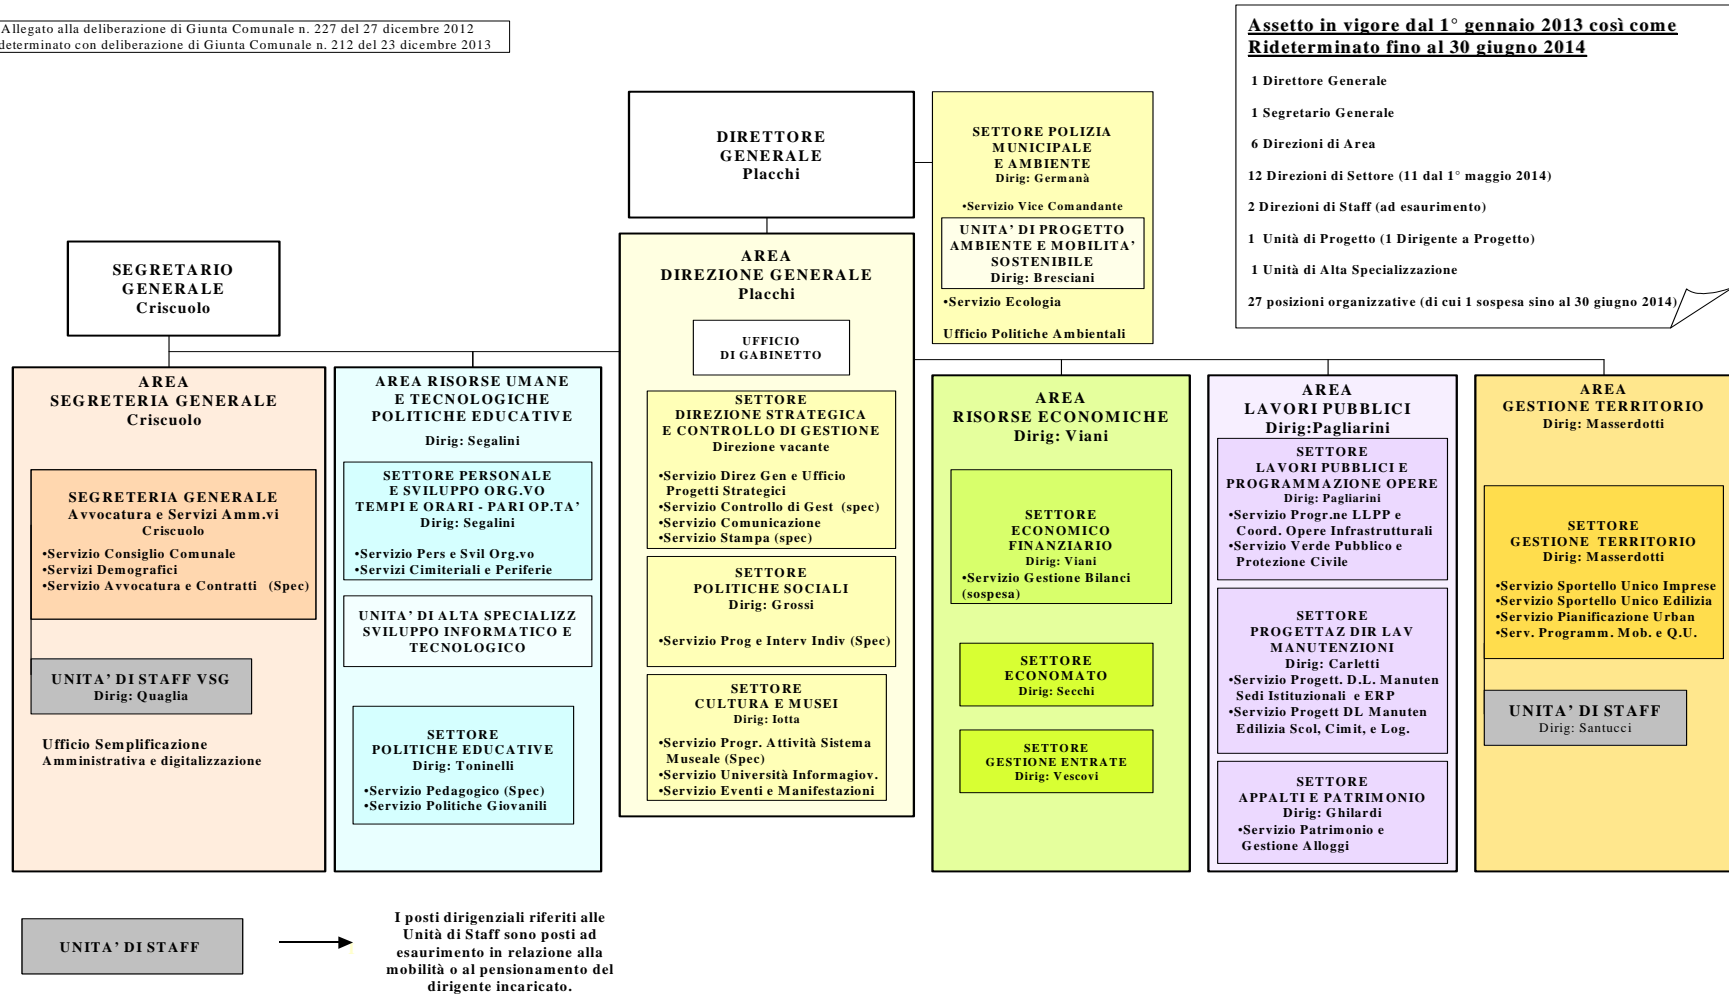 Allegato alla deliberazione di Giunta Comunale n. 227 del 27 dicembre 2012
determinato con deliberazione di Giunta Comunale n. 212 del 23 dicembre 2013
Assetto in vigore dal 1° gennaio 2013 così come
Rideterminato fino al 30 giugno 2014
1 Direttore Generale
1 Segretario Generale
6 Direzioni di Area
12 Direzioni di Settore (11 dal 1° maggio 2014)
2 Direzioni di Staff (ad esaurimento)
1 Unità di Progetto (1 Dirigente a Progetto)
1 Unità di Alta Specializzazione
27 posizioni organizzative (di cui 1 sospesa sino al 30 giugno 2014)
DIRETTORE
GENERALE
Placchi
SETTORE POLIZIA
MUNICIPALE
E AMBIENTE
Dirig: Germanà
•Servizio Vice Comandante
UNITA' DI PROGETTO
AMBIENTE E MOBILITA'
SOSTENIBILE
Dirig: Bresciani
•Servizio Ecologia
Ufficio Politiche Ambientali
SEGRETARIO
GENERALE
Criscuolo
AREA
DIREZIONE GENERALE
Placchi
UFFICIO
DI GABINETTO
SETTORE
DIREZIONE STRATEGICA
E CONTROLLO DI GESTIONE
Direzione vacante
•Servizio Direz Gen e Ufficio
Progetti Strategici
•Servizio Controllo di Gest (spec)
•Servizio Comunicazione
•Servizio Stampa (spec)
SETTORE
POLITICHE SOCIALI
Dirig: Grossi
•Servizio Prog e Interv Indiv (Spec)
SETTORE
CULTURA E MUSEI
Dirig: Iotta
•Servizio Progr. Attività Sistema
Museale (Spec)
•Servizio Università Informagiov.
•Servizio Eventi e Manifestazioni
AREA
SEGRETERIA GENERALE
Criscuolo
SEGRETERIA GENERALE
Avvocatura e Servizi Amm.vi
Criscuolo
•Servizio Consiglio Comunale
•Servizi Demografici
•Servizio Avvocatura e Contratti (Spec)
UNITA' DI STAFF VSG
Dirig: Quaglia
Ufficio Semplificazione
Amministrativa e digitalizzazione
AREA RISORSE UMANE
E TECNOLOGICHE
POLITICHE EDUCATIVE
Dirig: Segalini
SETTORE PERSONALE
E SVILUPPO ORG.VO
TEMPI E ORARI - PARI OP.TA'
Dirig: Segalini
•Servizio Pers e Svil Org.vo
•Servizi Cimiteriali e Periferie
UNITA' DI ALTA SPECIALIZZ
SVILUPPO INFORMATICO E
TECNOLOGICO
SETTORE
POLITICHE EDUCATIVE
Dirig: Toninelli
•Servizio Pedagogico (Spec)
•Servizio Politiche Giovanili
AREA
RISORSE ECONOMICHE
Dirig: Viani
SETTORE
ECONOMICO
FINANZIARIO
Dirig: Viani
•Servizio Gestione Bilanci
(sospesa)
SETTORE
ECONOMATO
Dirig: Secchi
SETTORE
GESTIONE ENTRATE
Dirig: Vescovi
AREA
LAVORI PUBBLICI
Dirig:Pagliarini
SETTORE
LAVORI PUBBLICI E
PROGRAMMAZIONE OPERE
Dirig: Pagliarini
•Servizio Progr.ne LLPP e
Coord. Opere Infrastrutturali
•Servizio Verde Pubblico e
Protezione Civile
SETTORE
PROGETTAZ DIR LAV
MANUTENZIONI
Dirig: Carletti
•Servizio Progett. D.L. Manuten
Sedi Istituzionali e ERP
•Servizio Progett DL Manuten
Edilizia Scol, Cimit, e Log.
SETTORE
APPALTI E PATRIMONIO
Dirig: Ghilardi
•Servizio Patrimonio e
Gestione Alloggi
AREA
GESTIONE TERRITORIO
Dirig: Masserdotti
SETTORE
GESTIONE TERRITORIO
Dirig: Masserdotti
•Servizio Sportello Unico Imprese
•Servizio Sportello Unico Edilizia
•Servizio Pianificazione Urban
•Serv. Programm. Mob. e Q.U.
UNITA' DI STAFF
Dirig: Santucci
UNITA' DI STAFF
I posti dirigenziali riferiti alle
Unità di Staff sono posti ad
esaurimento in relazione alla
mobilità o al pensionamento del
dirigente incaricato.